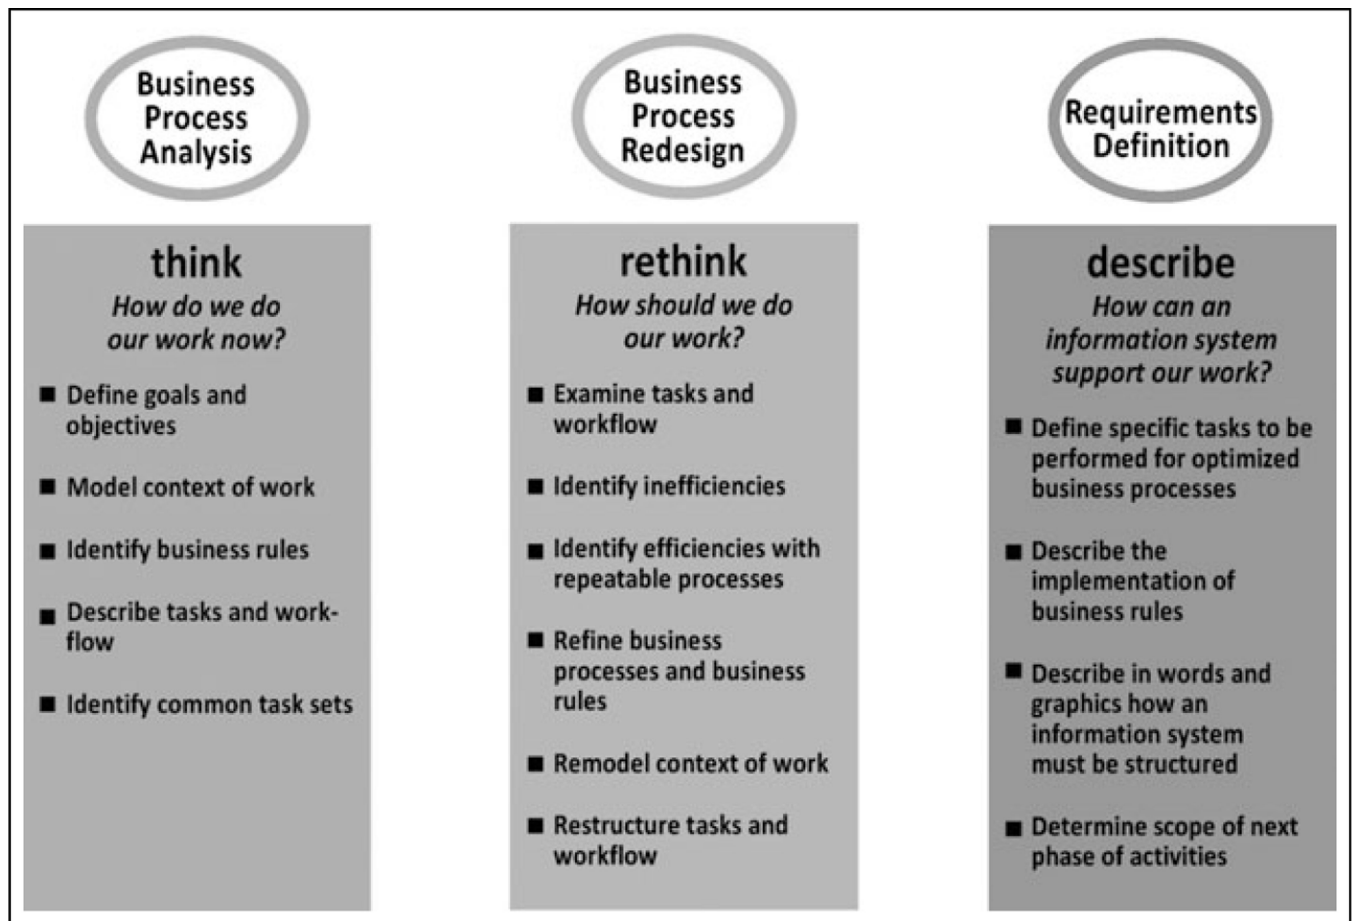 Business
Process
Analysis
think
How do we do
our work now?
■ Define goals and
objectives
■ Model context of work
■ Identify business rules
■ Describe tasks and work-
flow
■ Identify common task sets
Business
Process
Redesign
rethink
How should we do
our work?
■ Examine tasks and
workflow
■ Identify inefficiencies
■ Identify efficiencies with
repeatable processes
■ Refine business
processes and business
rules
■ Remodel context of work
■ Restructure tasks and
workflow
Requirements
Definition
describe
How can an
information system
support our work?
■ Define specific tasks to be
performed for optimized
business processes
■ Describe the
implementation of
business rules
■ Describe in words and
graphics how an
information system
must be structured
■ Determine scope of next
phase of activities